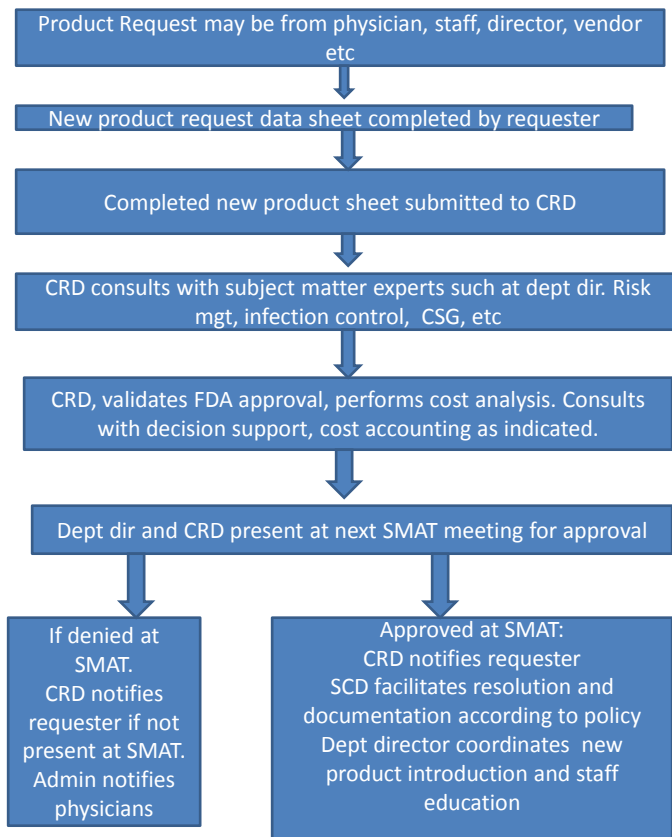 Product Request may be from physician, staff, director, vendor
etc
New product request data sheet completed by requester
Completed new product sheet submitted to CRD
CRD consults with subject matter experts such at dept dir. Risk
mgt, infection control,  CSG, etc
CRD, validates FDA approval, performs cost analysis. Consults
with decision support, cost accounting as indicated.
Dept dir and CRD present at next SMAT meeting for approval
If denied at
SMAT.
CRD notifies
requester if not
present at SMAT.
Admin notifies
physicians
Approved at SMAT:
CRD notifies requester
SCD facilitates resolution and
documentation according to policy
Dept director coordinates  new
product introduction and staff
education